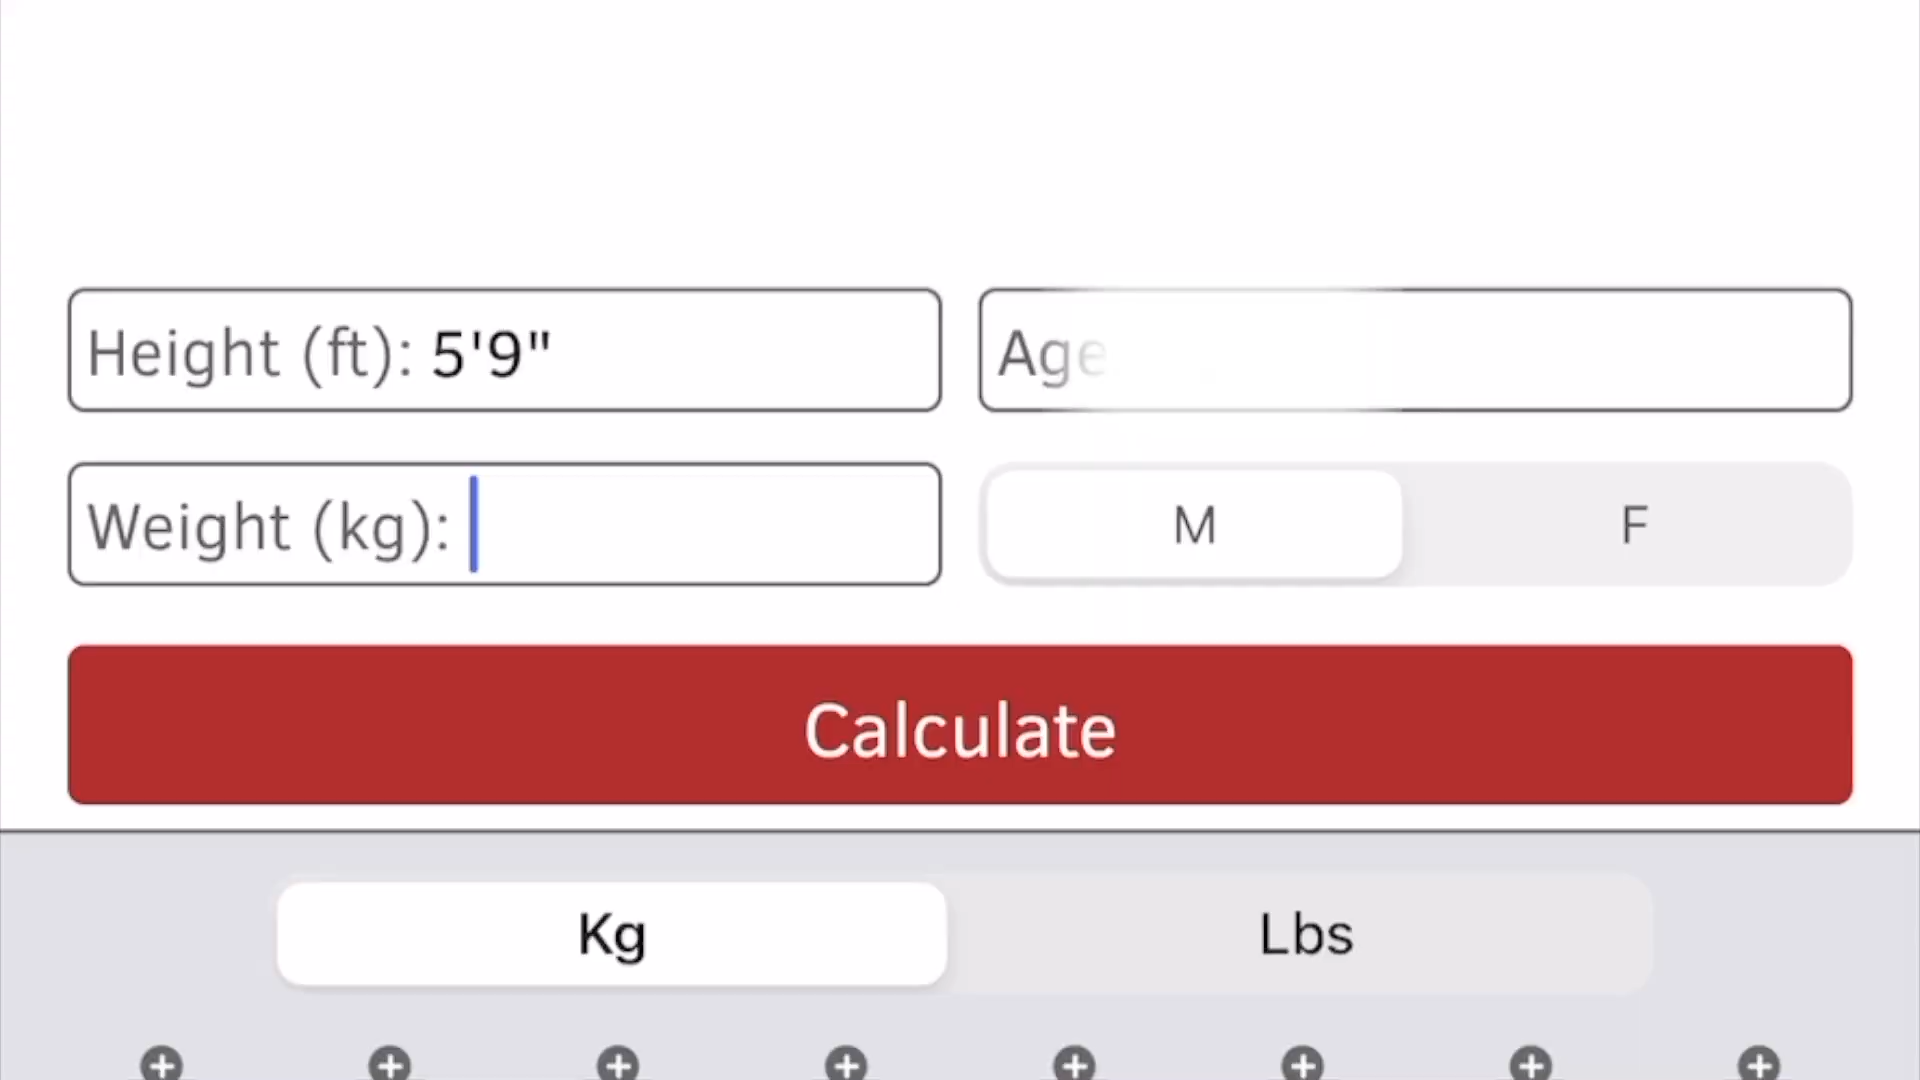 Height (ft): 5'9"
Age
Weight (kg):
M
F
Calculate
Kg
Lbs